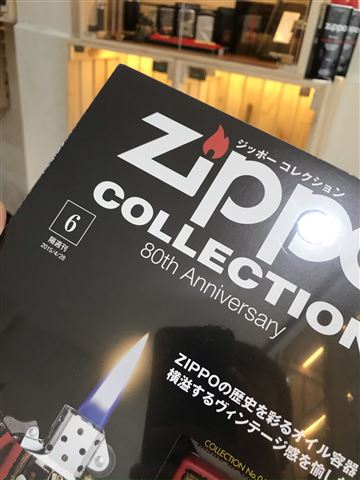 ジッポー コレクション
Zippo
COLLECTION
80th Anniversary
6
隔週刊
2015/4/28
ZIPPOの歴史を彩るオイル容器
横溢するヴィンテージ感を愉し
COLLECTION No.0